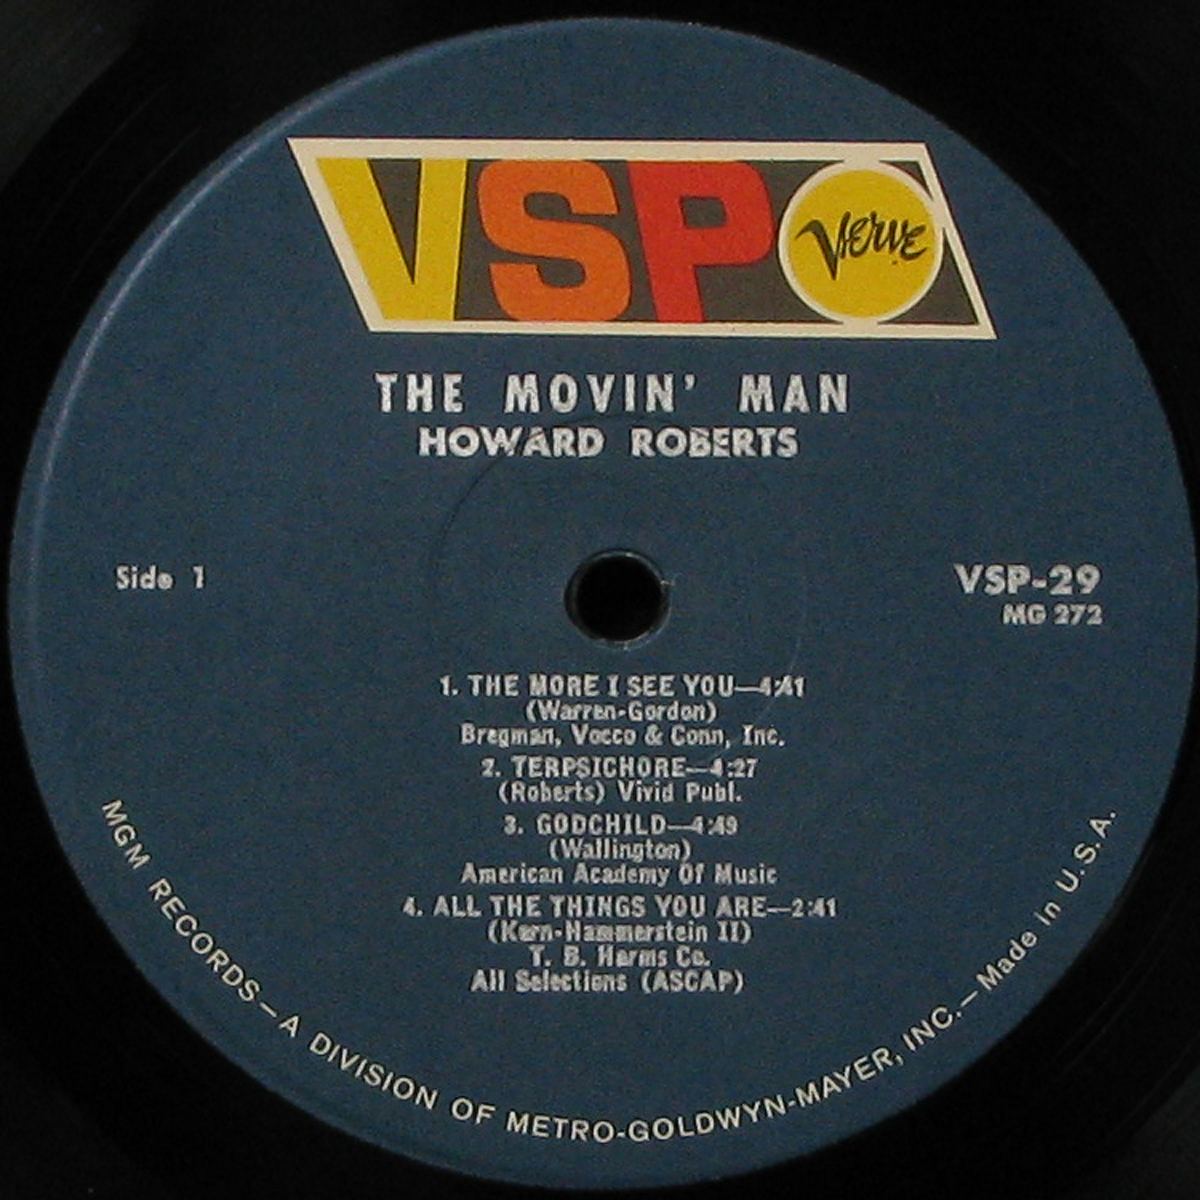 VSP Verve
THE MOVIN' MAN
HOWARD ROBERTS
Side 1
VSP-29
MG 272
1. THE MORE I SEE YOU—4:41
(Warren-Gordon)
Bregman, Vocco & Conn, Inc.
2. TERPSICHORE—4:27
(Roberts) Vivid Publ.
3. GODCHILD—4:49
(Wallington)
American Academy Of Music
4. ALL THE THINGS YOU ARE—2:41
(Kern-Hammerstein II)
T. B. Harms Co.
All Selections (ASCAP)
MGM RECORDS—A DIVISION OF METRO-GOLDWYN-MAYER, INC.—Made in U.S.A.